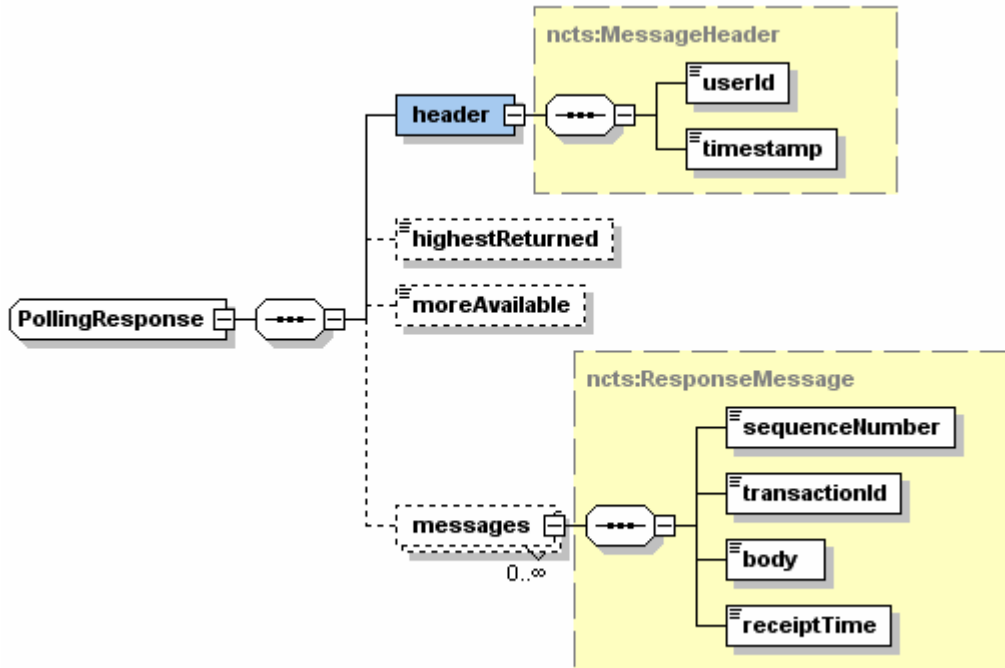 ncts:MessageHeader
userId
header
timestamp
highestReturned
moreAvailable
PollingResponse
ncts:ResponseMessage
sequenceNumber
transactionId
messages
0..∞
body
receiptTime